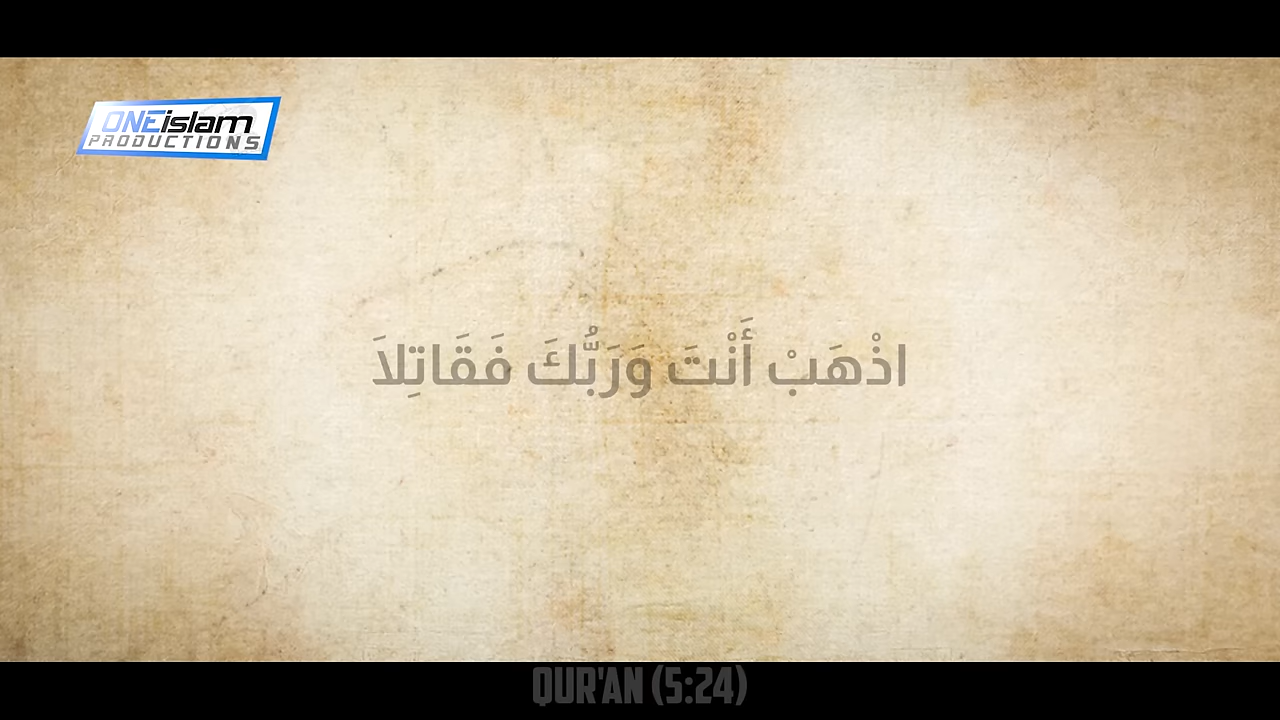 ONEislam
PRODUCTIONS
اذْهَبْ أَنْتَ وَرَبُّكَ فَقَاتِلاَ
QUR'AN (5:24)